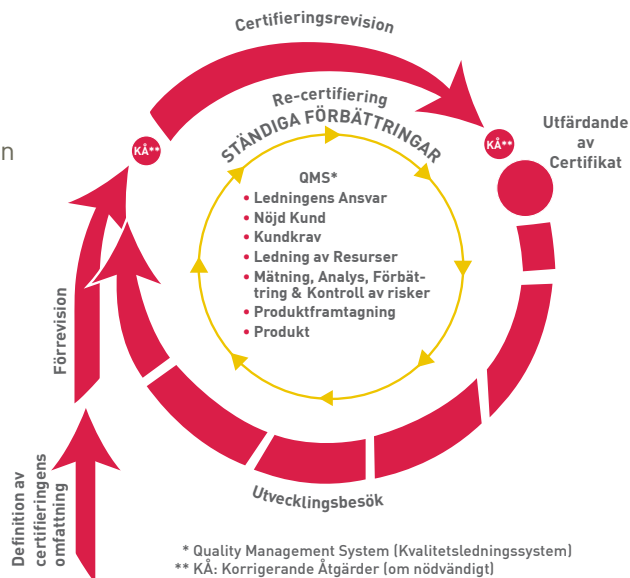 Certifieringsrevision
Re-certifiering
STÄNDIGA FÖRBÄTTRINGAR
n
KÅ**
KÅ**
Utfärdande
av
Certifikat
QMS*
• Ledningens Ansvar
• Nöjd Kund
• Kundkrav
• Ledning av Resurser
• Mätning, Analys, Förbät-
tring & Kontroll av risker
• Produktframtagning
• Produkt
Förrevision
Definition av
certifieringens
omfattning
Utvecklingsbesök
* Quality Management System (Kvalitetsledningssystem)
** KÅ: Korrigerande Åtgärder (om nödvändigt)